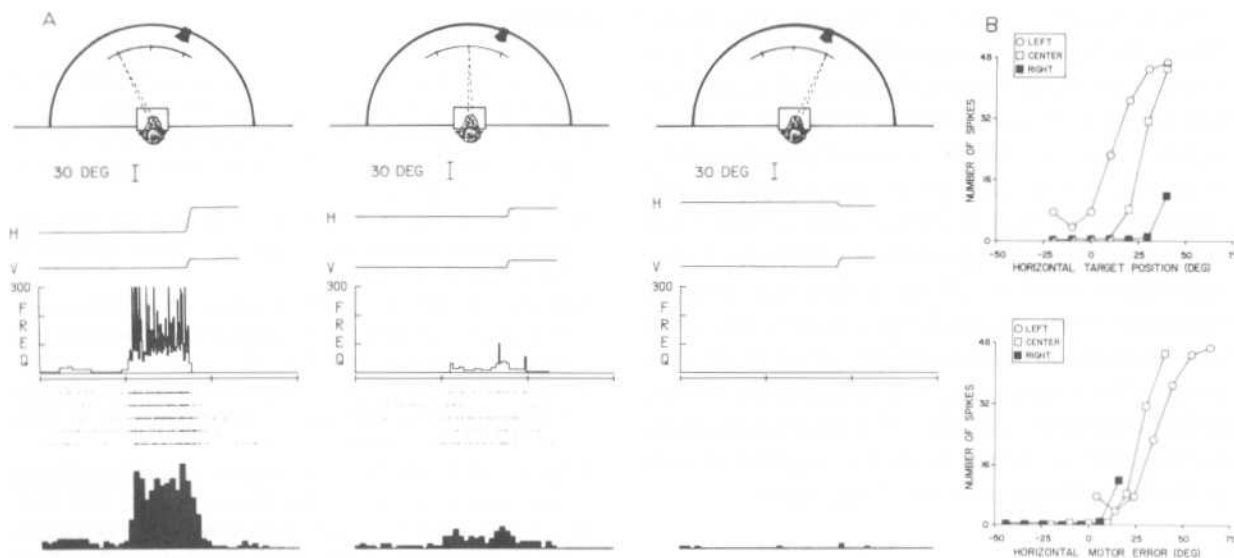 A
30 DEG
30 DEG
30 DEG
H
V
300
F
R
E
Q
H
V
300
F
R
E
Q
H
V
300
F
R
E
Q
B
LEFT
CENTER
RIGHT
48
32
16
0
NUMBER OF SPIKES
-50 -25 0 25 50 75
HORIZONTAL TARGET POSITION (DEG)
LEFT
CENTER
RIGHT
48
32
16
0
NUMBER OF SPIKES
-50 -25 0 25 50 75
HORIZONTAL MOTOR ERROR (DEG)